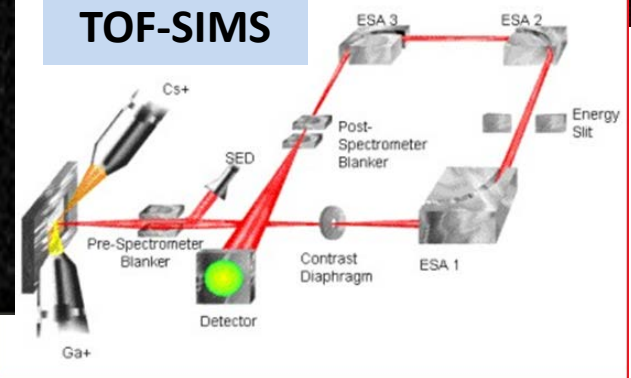 TOF-SIMS
ESA 3
ESA 2
Cs+
Energy
Slit
Post-
Spectrometer
Blanker
SED
Pre-Spectrometer
Blanker
Contrast
Diaphragm
ESA 1
Detector
Ga+